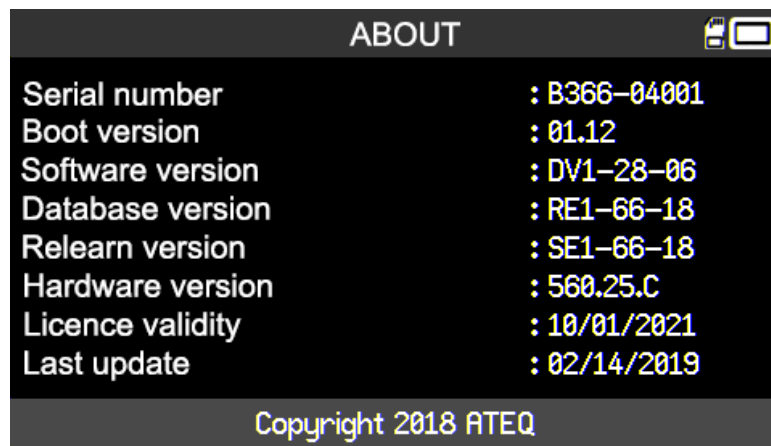 ABOUT
Serial number : B366-04001
Boot version : 01.12
Software version : DV1-28-06
Database version : RE1-66-18
Relearn version : SE1-66-18
Hardware version : 560.25.C
Licence validity : 10/01/2021
Last update : 02/14/2019
Copyright 2018 ATEQ